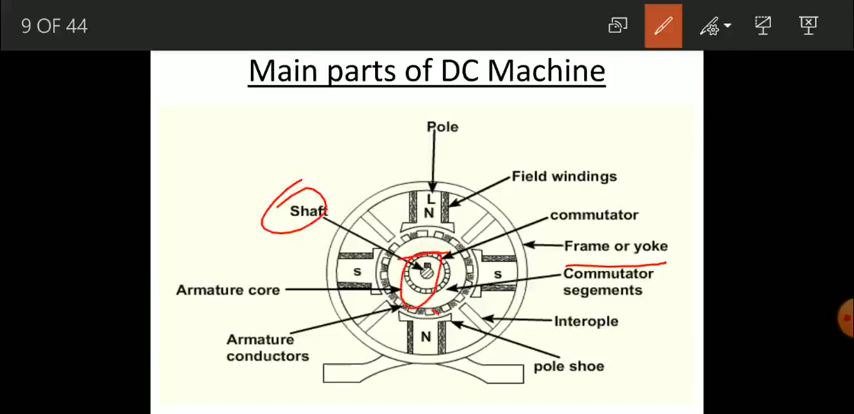 9 OF 44
Main parts of DC Machine
Pole
Field windings
L
N
Shaft
commutator
Frame or yoke
s
s
Commutator
segements
Armature core
Interople
N
Armature
conductors
pole shoe